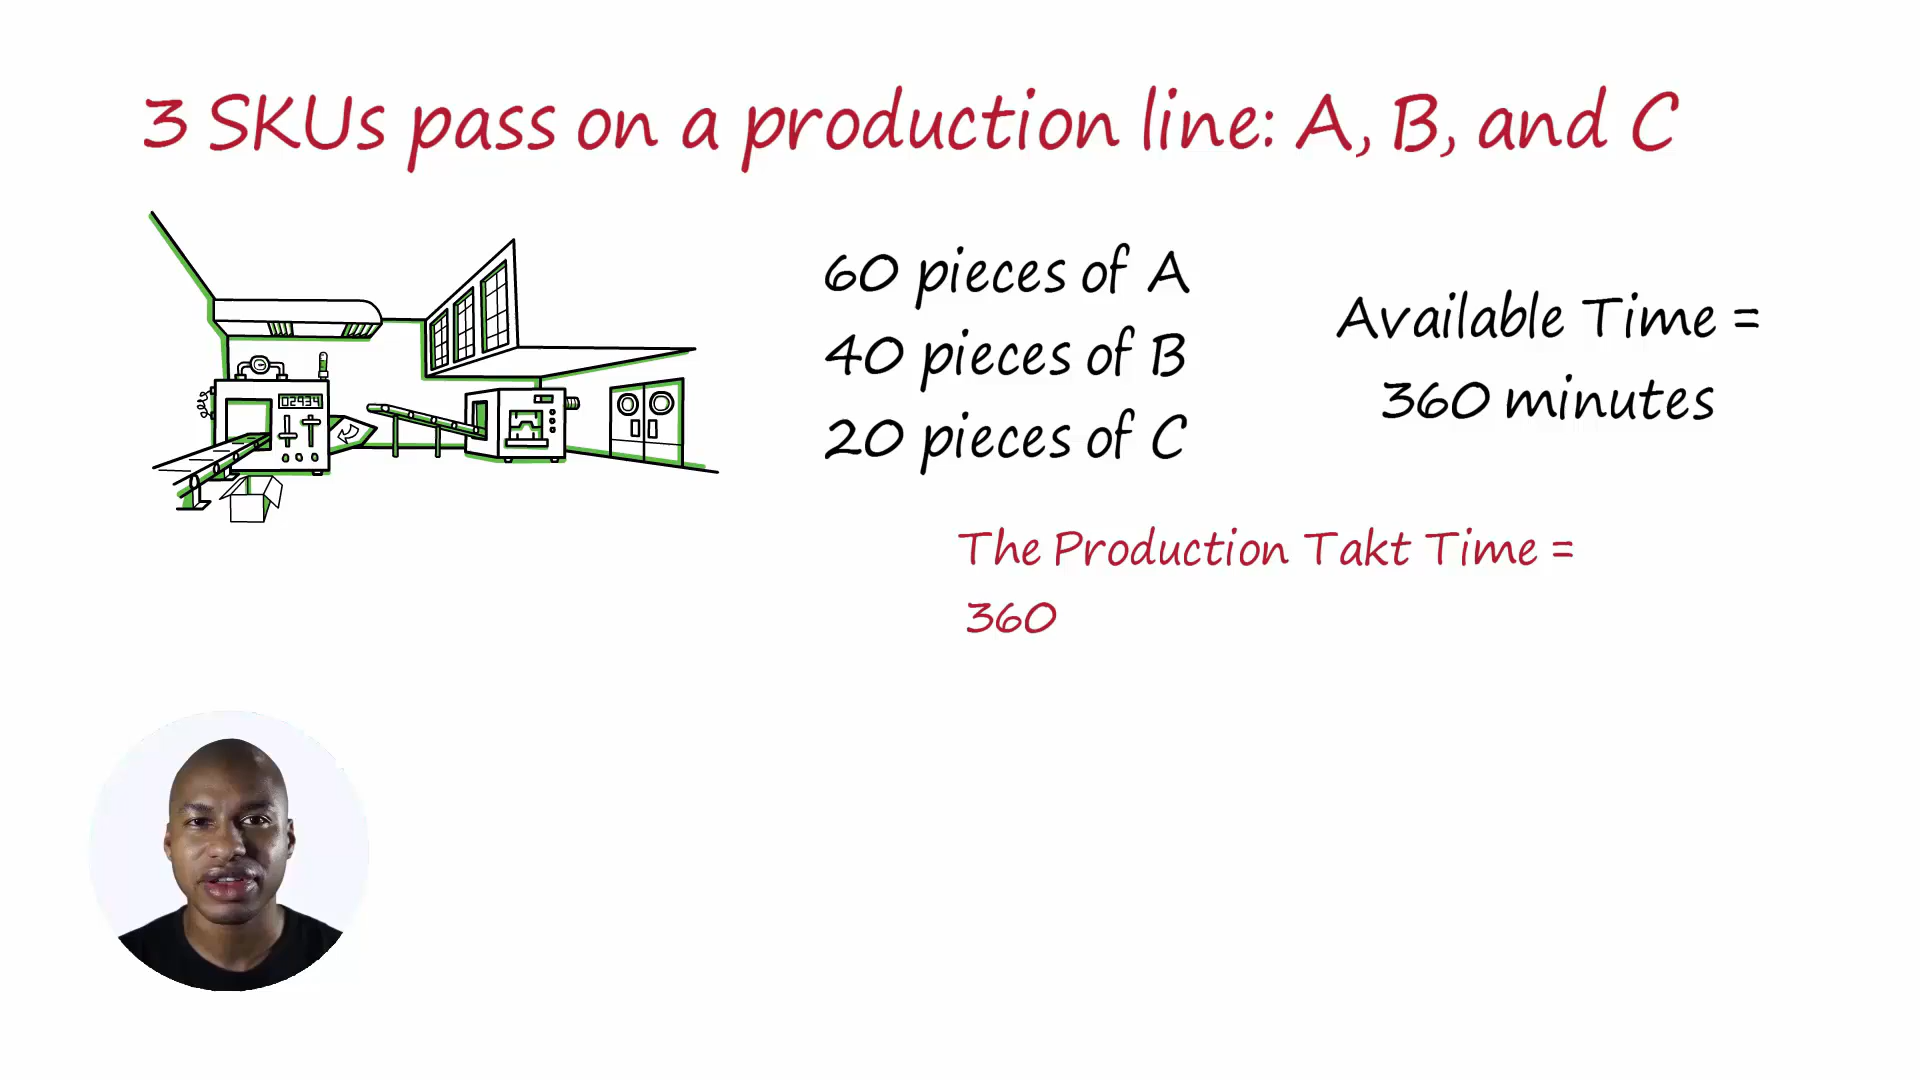 3 SKUs pass on a production line: A, B, and C
60 pieces of A
40 pieces of B
20 pieces of C
Available Time =
360 minutes
02934
The Production Takt Time =
360